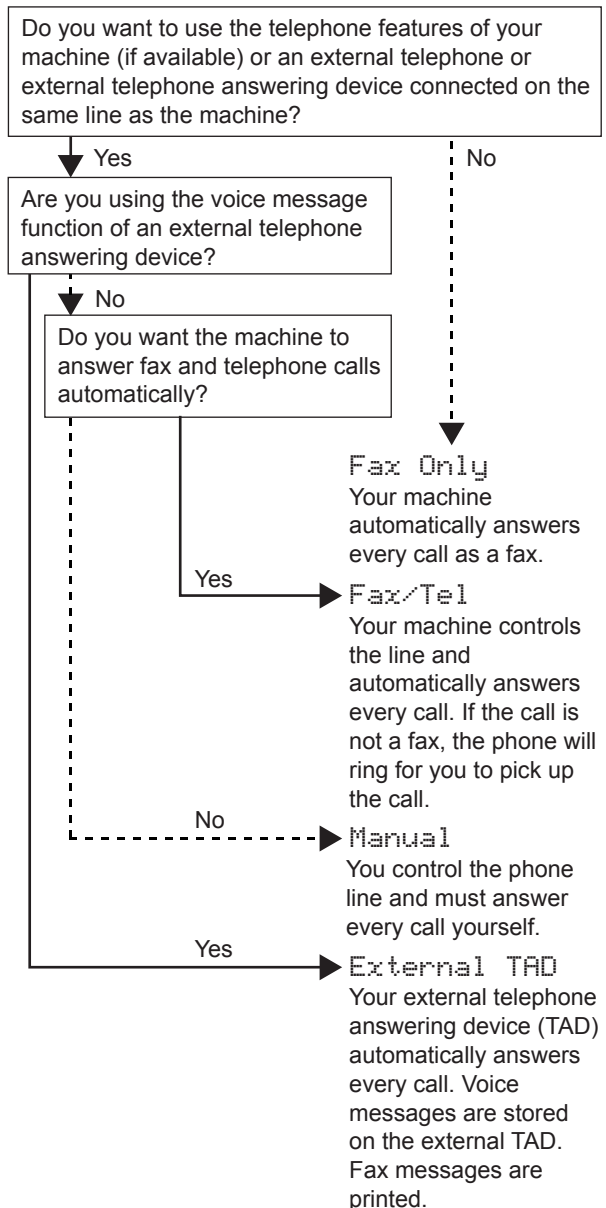 Do you want to use the telephone features of your
machine (if available) or an external telephone or
external telephone answering device connected on the
same line as the machine?
Yes
No
Are you using the voice message
function of an external telephone
answering device?
No
Do you want the machine to
answer fax and telephone calls
automatically?
Fax Only
Your machine
automatically answers
every call as a fax.
Yes
Fax/Tel
Your machine controls
the line and
automatically answers
every call. If the call is
not a fax, the phone will
ring for you to pick up
the call.
No
Manual
You control the phone
line and must answer
every call yourself.
Yes
External TAD
Your external telephone
answering device (TAD)
automatically answers
every call. Voice
messages are stored
on the external TAD.
Fax messages are
printed.